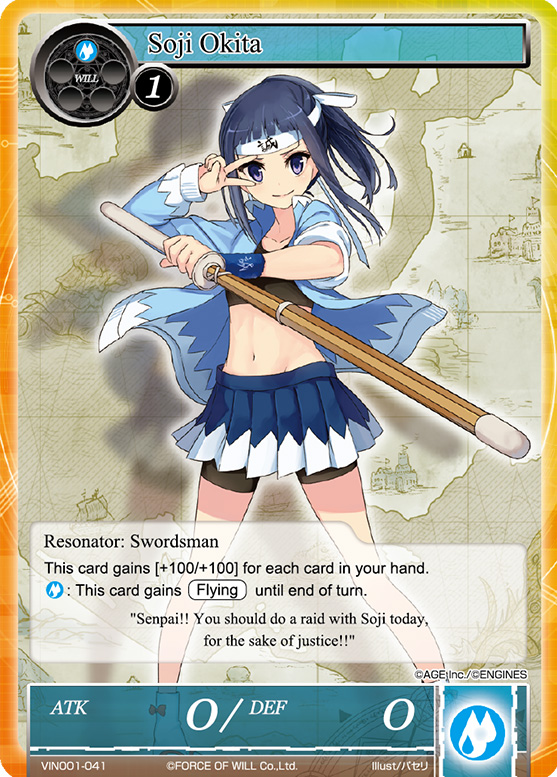 Soji Okita
WILL
1
誠
Resonator: Swordsman
This card gains [+100/+100] for each card in your hand.
: This card gains Flying until end of turn.
"Senpai!! You should do a raid with Soji today,
for the sake of justice!!"
©AGE Inc./©ENGINES
ATK 0 / DEF 0
VIN001-041 ©FORCE OF WILL Co.,Ltd. Illust/パセリ